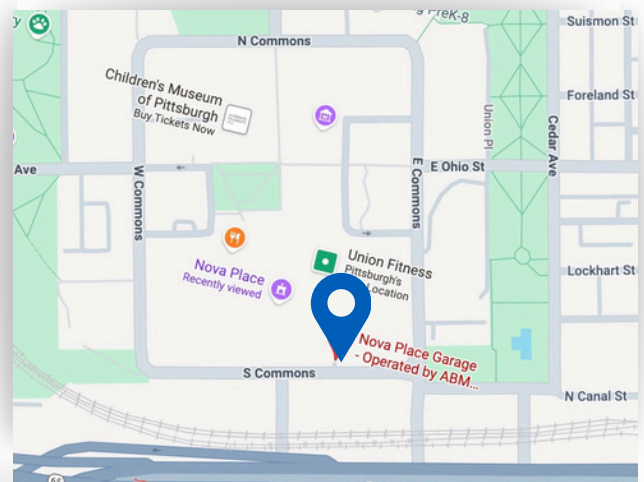 PreK-8
Suismon St
N Commons
Children's Museum
of Pittsburgh
Buy Tickets Now
Foreland St
Union Pl
Cedar Ave
Ave
W Commons
E Commons
E Ohio St
Union Fitness
Pittsburgh's
Location
Nova Place
Recently viewed
Lockhart St
Nova Place Garage
- Operated by ABM...
S Commons
N Canal St
65